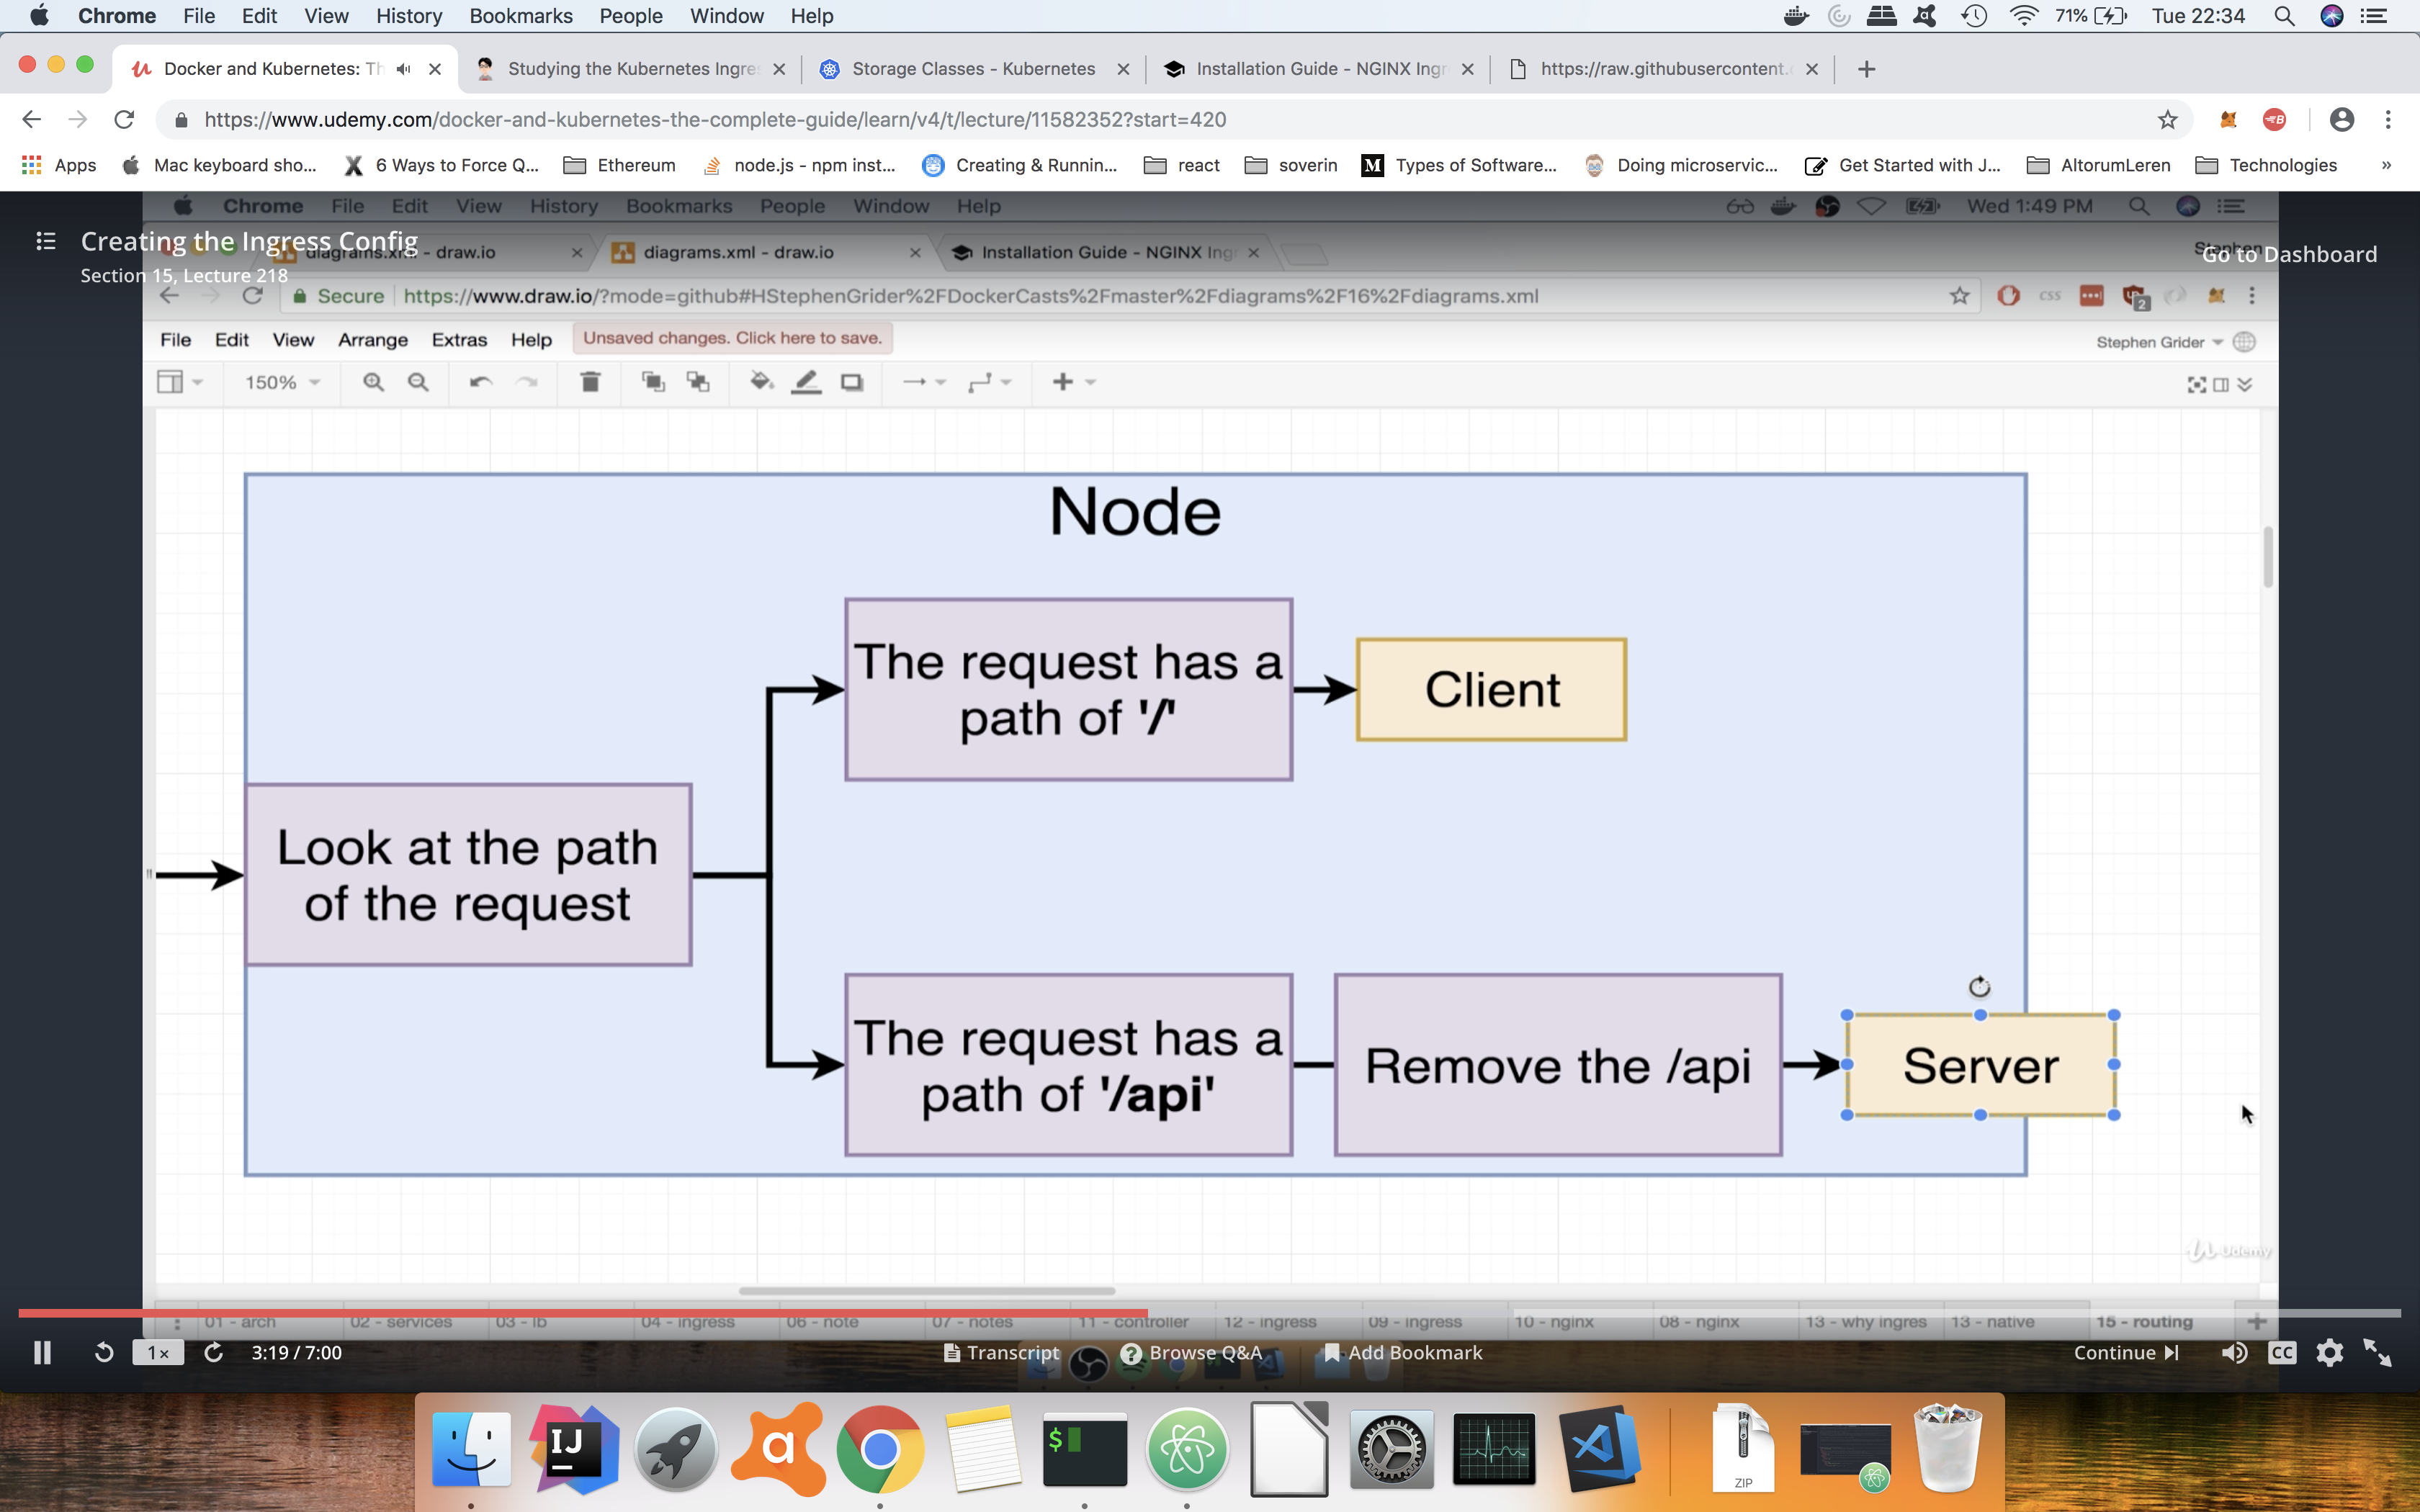 Chrome File Edit View History Bookmarks People Window Help 71% Tue 22:34
Docker and Kubernetes: Th Studying the Kubernetes Ingre Storage Classes - Kubernetes Installation Guide - NGINX Ingr https://raw.githubusercontent.c
https://www.udemy.com/docker-and-kubernetes-the-complete-guide/learn/v4/t/lecture/11582352?start=420
Apps Mac keyboard sho... 6 Ways to Force Q... Ethereum node.js - npm inst... Creating & Runnin... react soverin Types of Software... Doing microservic... Get Started with J... AltorumLeren Technologies »
Chrome File Edit View History Bookmarks People Window Help Wed 1:49 PM
Creating the Ingress Config
diagrams.xml - draw.io diagrams.xml - draw.io Installation Guide - NGINX Ing Stephen
Go to Dashboard
Section 15, Lecture 218
Secure https://www.draw.io/?mode=github#HStephenGrider%2FDockerCasts%2Fmaster%2Fdiagrams%2F16%2Fdiagrams.xml CSS 2
File Edit View Arrange Extras Help Unsaved changes. Click here to save. Stephen Grider
150%
Node
The request has a
path of '/'
Client
Look at the path
of the request
The request has a
path of '/api'
Remove the /api
Server
Udemy
01 - arch 02 - services 03 - lb 04 - ingress 06 - note 07 - notes 11 - controller 12 - ingress 09 - ingress 10 - nginx 08 - nginx 13 - why ingres 13 - native 15 - routing
1x 3:19 / 7:00 Transcript Browse Q&A Add Bookmark Continue CC
IJ
a
$
ZIP